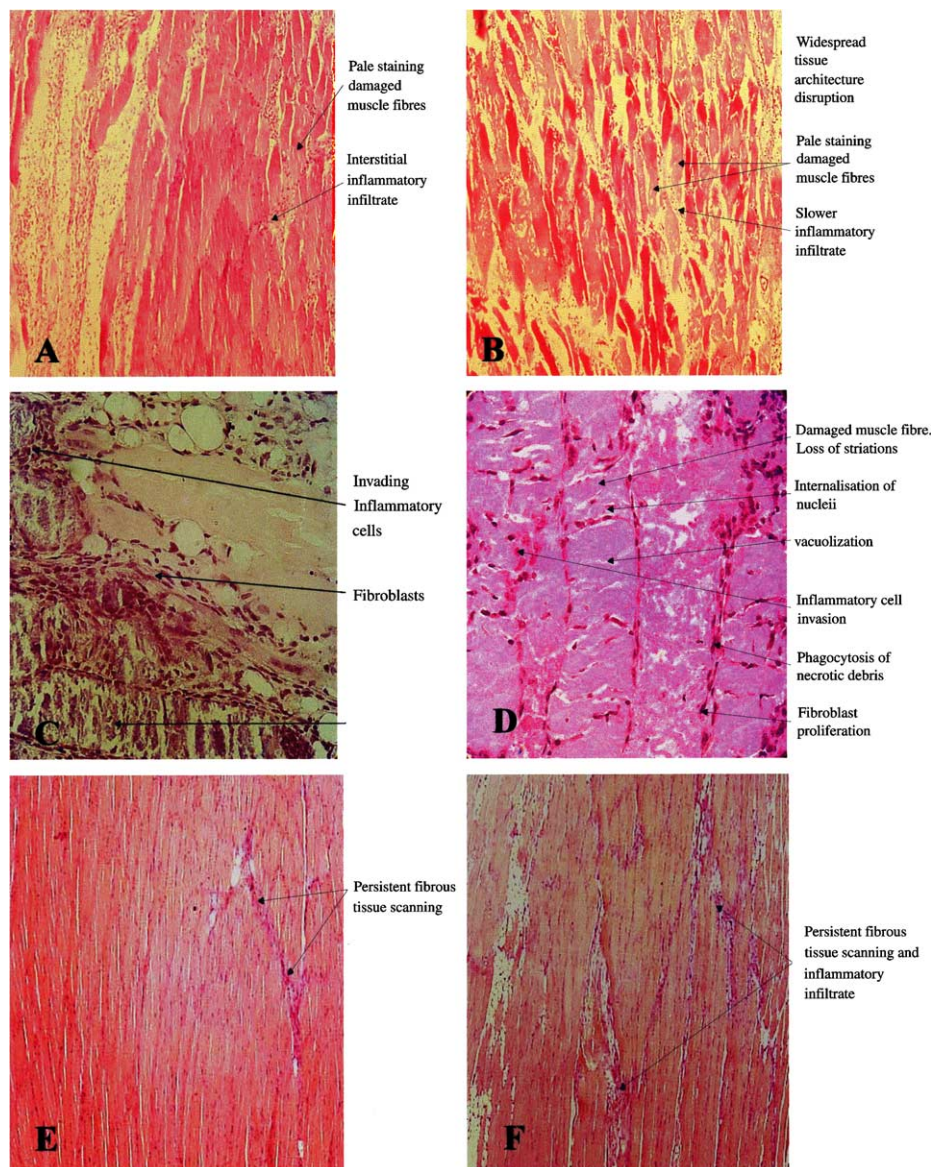 Pale staining
damaged
muscle fibres
Interstitial
inflammatory
infiltrate
A
Widespread
tissue
architecture
disruption
Pale staining
damaged
muscle fibres
Slower
inflammatory
infiltrate
B
Invading
Inflammatory
cells
Fibroblasts
C
Damaged muscle fibre.
Loss of striations
Internalisation of
nucleii
vacuolization
Inflammatory cell
invasion
Phagocytosis of
necrotic debris
Fibroblast
proliferation
D
Persistent fibrous
tissue scanning
E
Persistent fibrous
tissue scanning and
inflammatory
infiltrate
F